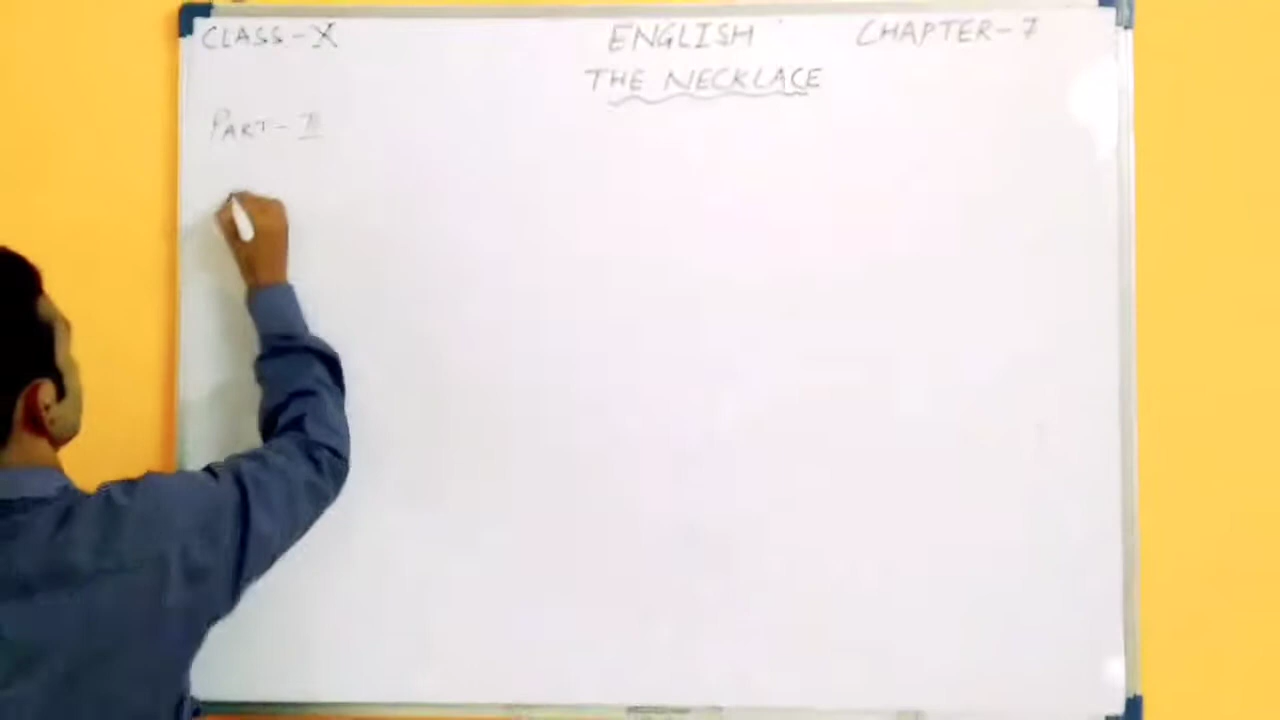 CLASS-X ENGLISH CHAPTER-7
THE NECKLACE
PART-II